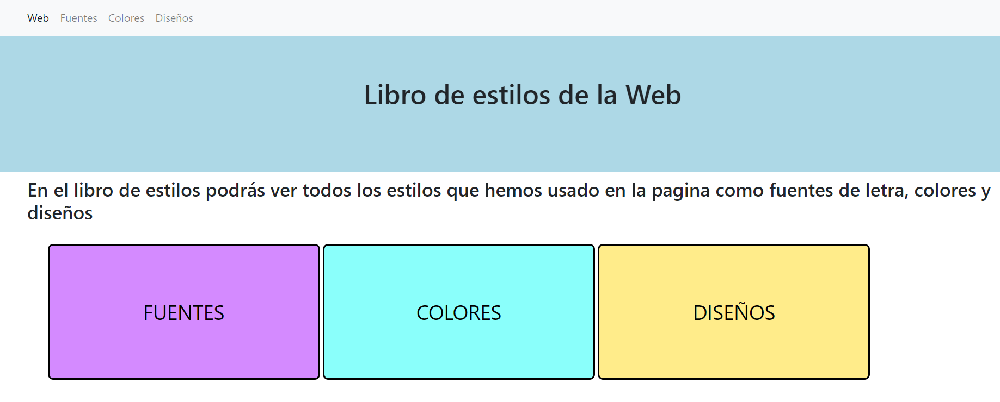 Web Fuentes Colores Diseños
Libro de estilos de la Web
En el libro de estilos podrás ver todos los estilos que hemos usado en la pagina como fuentes de letra, colores y
diseños
FUENTES COLORES DISEÑOS